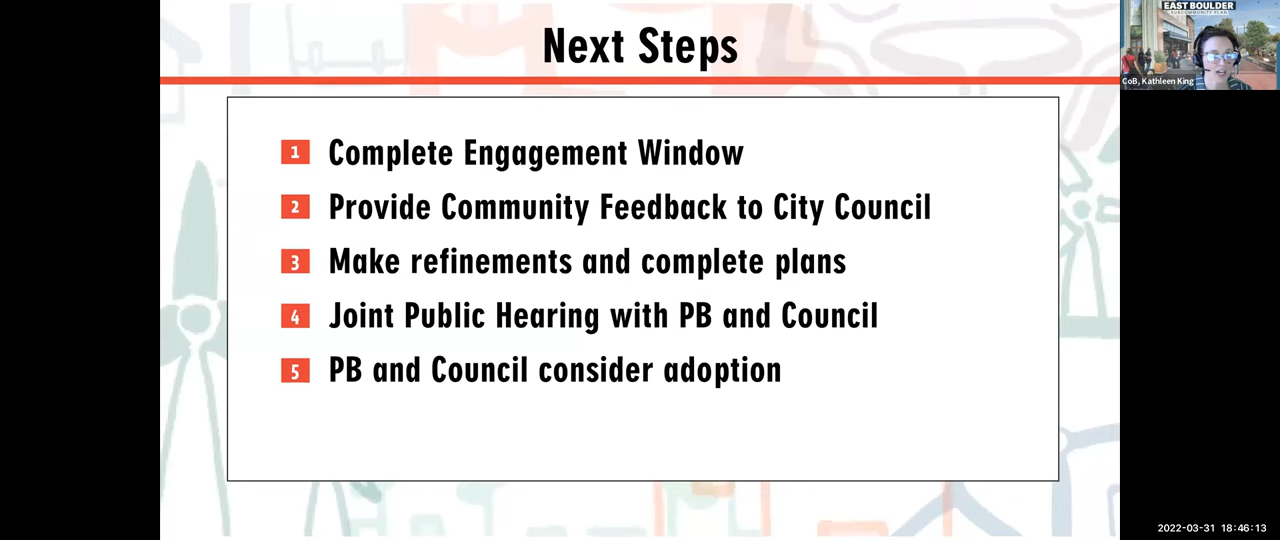 Next Steps
1 Complete Engagement Window
2 Provide Community Feedback to City Council
3 Make refinements and complete plans
4 Joint Public Hearing with PB and Council
5 PB and Council consider adoption
EAST BOULDER
SUBCOMMUNITY PLAN
CoB, Kathleen King
2022-03-31 18:46:13